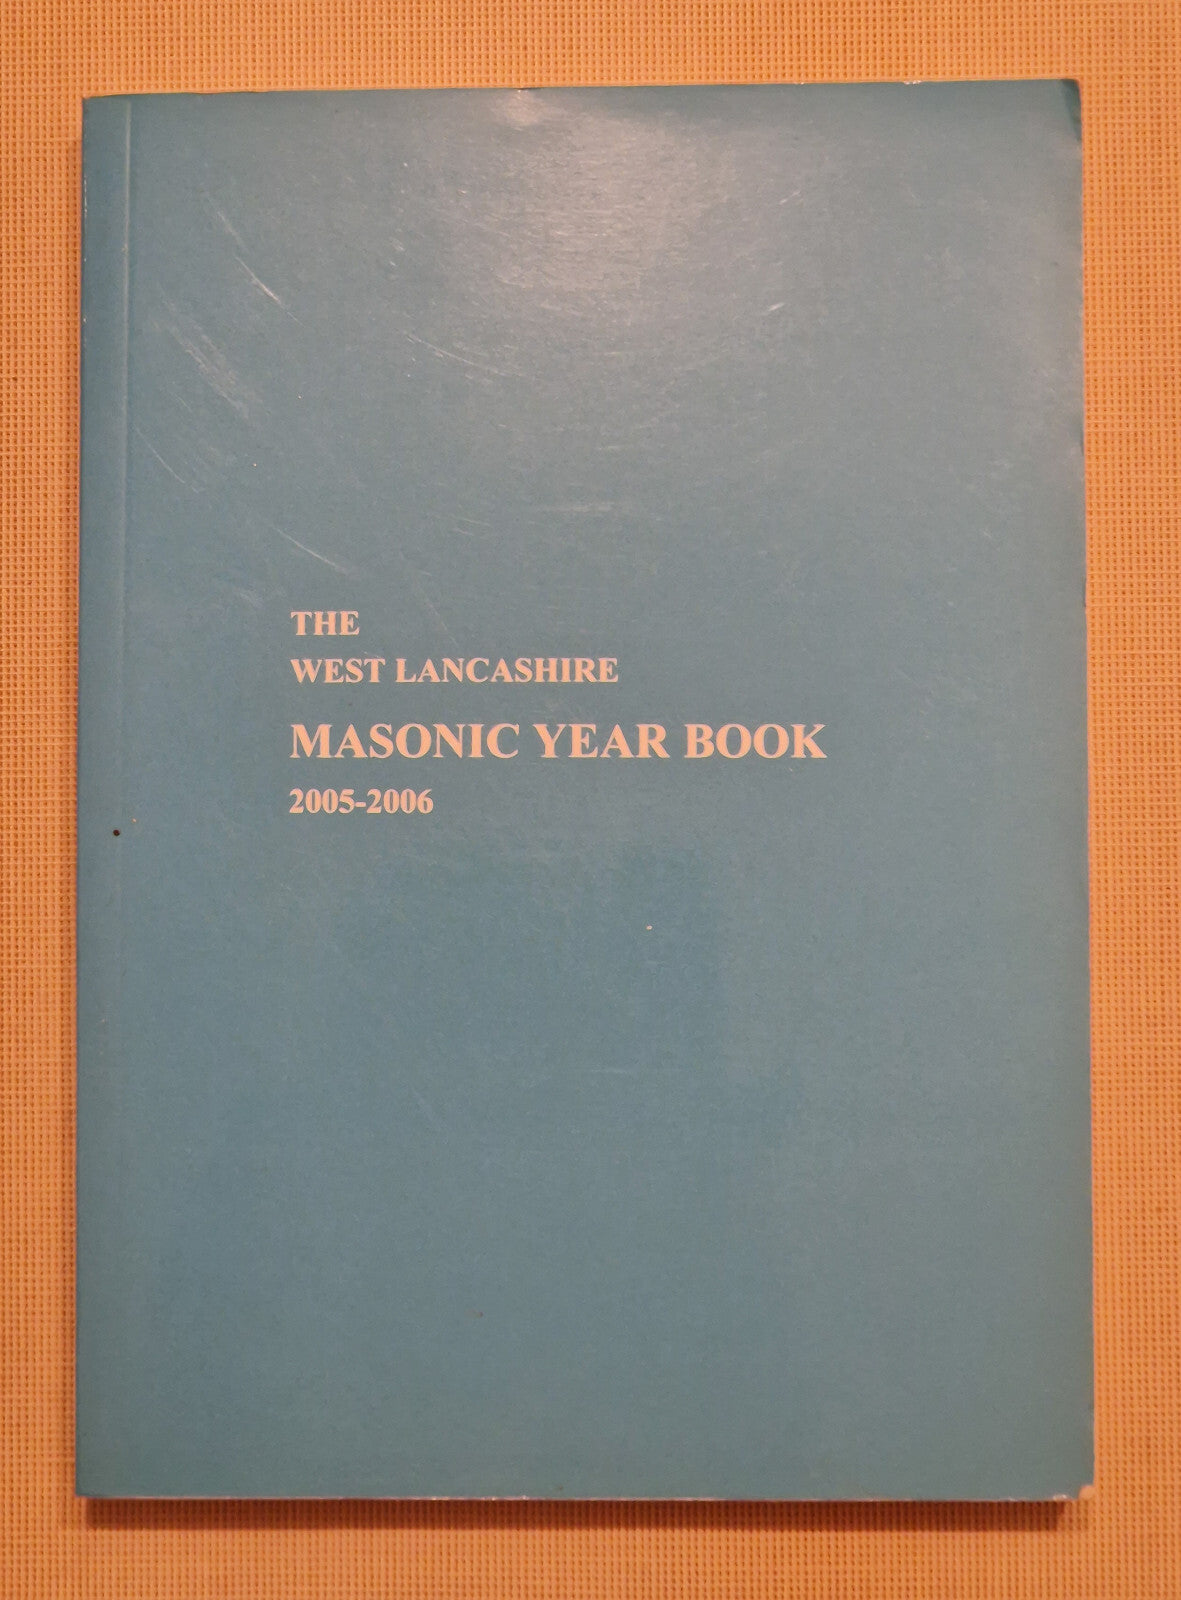 THE
WEST LANCASHIRE
MASONIC YEAR BOOK
2005-2006